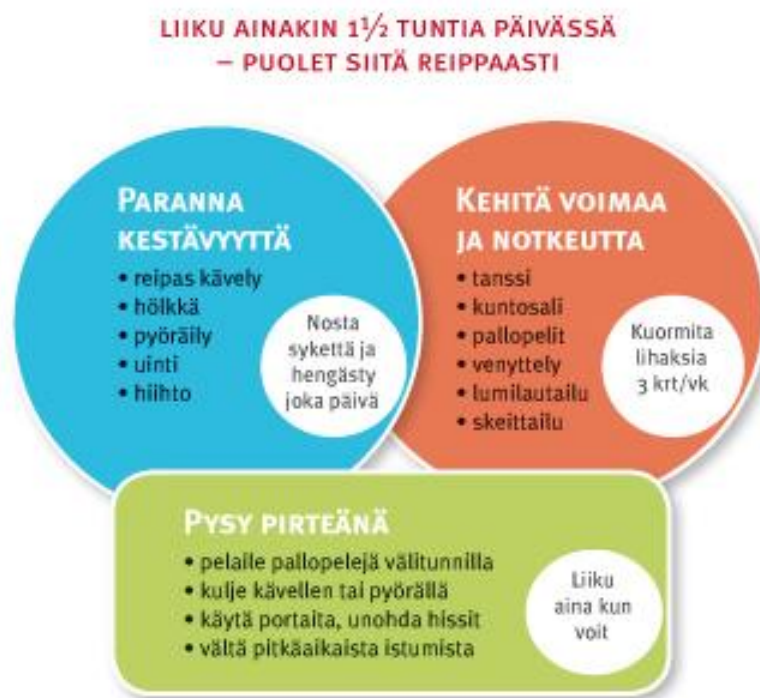 LIIKU AINAKIN 1½ TUNTIA PÄIVÄSSÄ
– PUOLET SIITÄ REIPPAASTI
PARANNA
KESTÄVYYTTÄ
• reipas kävely
• hölkkä
• pyöräily
• uinti
• hiihto
Nosta
sykettä ja
hengästy
joka päivä
KEHITÄ VOIMAA
JA NOTKEUTTA
• tanssi
• kuntosali
• pallopelit
• venyttely
• lumilautailu
• skeittailu
Kuormita
lihaksia
3 krt/vk
PYSY PIRTEÄNÄ
• pelaile pallopelejä välitunnilla
• kulje kävellen tai pyörällä
• käytä portaita, unohda hissit
• vältä pitkäaikaista istumista
Liiku
aina kun
voit